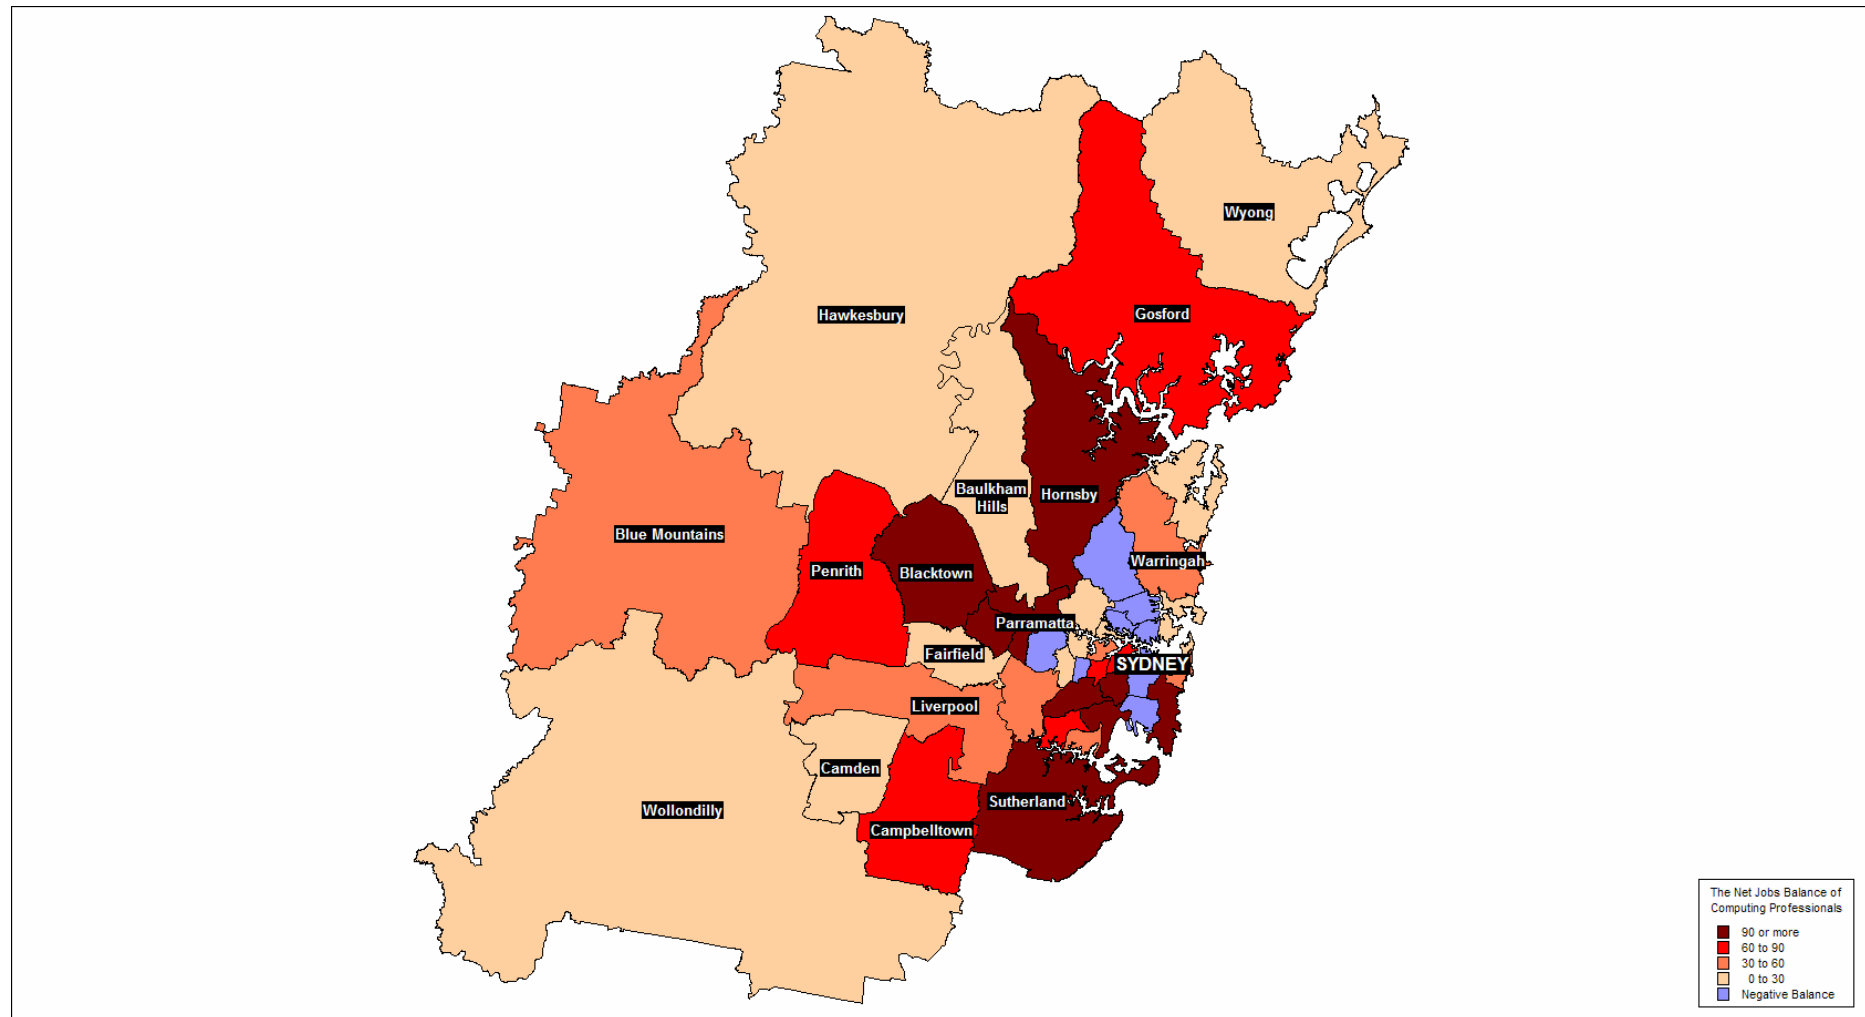 Wyong
Hawkesbury
Gosford
Baulkham
Hills
Hornsby
Blue Mountains
Penrith
Blacktown
Warringah
Parramatta
Fairfield
SYDNEY
Liverpool
Camden
Sutherland
Wollondilly
Campbelltown
The Net Jobs Balance of
Computing Professionals
90 or more
60 to 90
30 to 60
0 to 30
Negative Balance